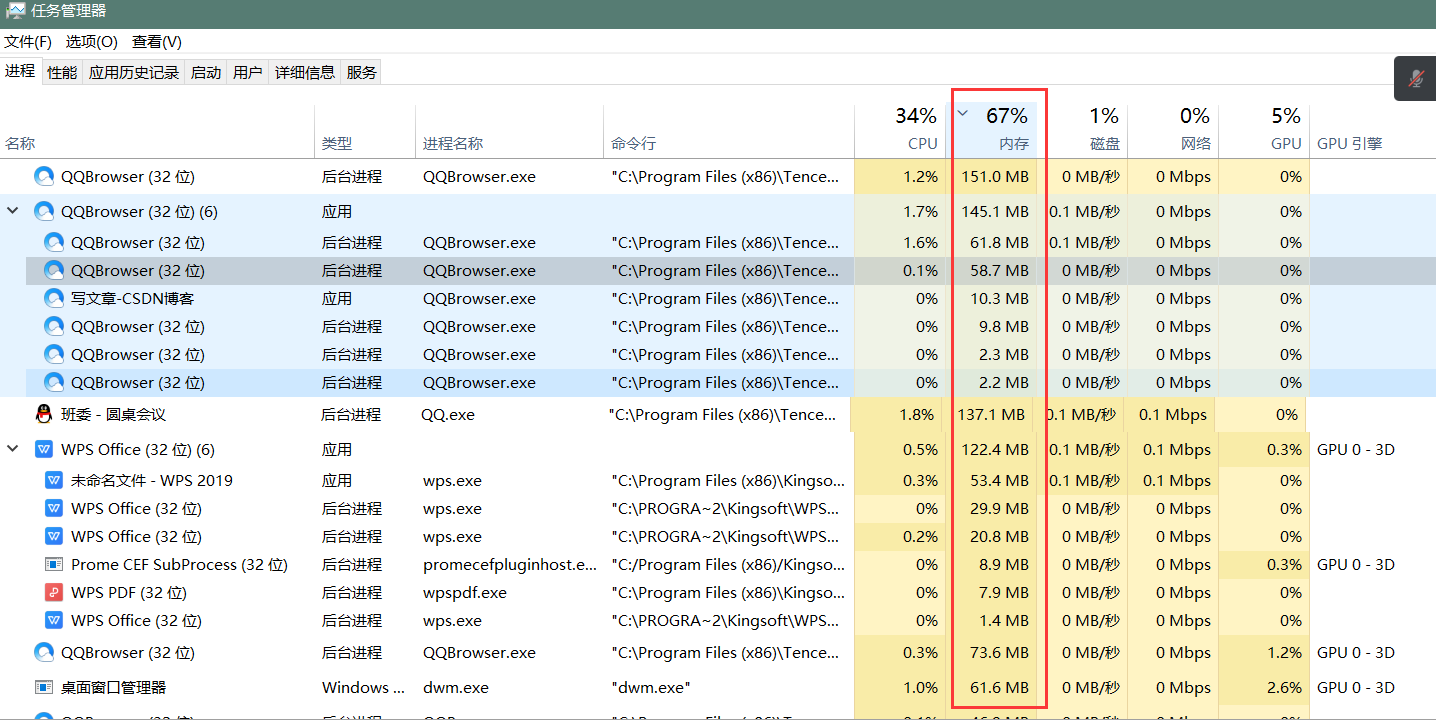 任务管理器
文件(F) 选项(O) 查看(V)
进程 性能 应用历史记录 启动 用户 详细信息 服务
34% 67% 1% 0% 5%
名称 类型 进程名称 命令行 CPU 内存 磁盘 网络 GPU GPU 引擎
QQBrowser (32 位) 后台进程 QQBrowser.exe "C:\Program Files (x86)\Tence... 1.2% 151.0 MB 0 MB/秒 0 Mbps 0%
QQBrowser (32 位) (6) 应用 1.7% 145.1 MB 0.1 MB/秒 0 Mbps 0%
QQBrowser (32 位) 后台进程 QQBrowser.exe "C:\Program Files (x86)\Tence... 1.6% 61.8 MB 0.1 MB/秒 0 Mbps 0%
QQBrowser (32 位) 后台进程 QQBrowser.exe "C:\Program Files (x86)\Tence... 0.1% 58.7 MB 0 MB/秒 0 Mbps 0%
写文章-CSDN博客 应用 QQBrowser.exe "C:\Program Files (x86)\Tence... 0% 10.3 MB 0 MB/秒 0 Mbps 0%
QQBrowser (32 位) 后台进程 QQBrowser.exe "C:\Program Files (x86)\Tence... 0% 9.8 MB 0 MB/秒 0 Mbps 0%
QQBrowser (32 位) 后台进程 QQBrowser.exe "C:\Program Files (x86)\Tence... 0% 2.3 MB 0 MB/秒 0 Mbps 0%
QQBrowser (32 位) 后台进程 QQBrowser.exe "C:\Program Files (x86)\Tence... 0% 2.2 MB 0 MB/秒 0 Mbps 0%
班委 - 圆桌会议 后台进程 QQ.exe "C:\Program Files (x86)\Tence... 1.8% 137.1 MB 0.1 MB/秒 0.1 Mbps 0%
WPS Office (32 位) (6) 应用 0.5% 122.4 MB 0.1 MB/秒 0.1 Mbps 0.3% GPU 0 - 3D
未命名文件 - WPS 2019 应用 wps.exe "C:\Program Files (x86)\Kingso... 0.3% 53.4 MB 0.1 MB/秒 0.1 Mbps 0%
WPS Office (32 位) 后台进程 wps.exe "C:\PROGRA~2\Kingsoft\WPS... 0% 29.9 MB 0 MB/秒 0 Mbps 0%
WPS Office (32 位) 后台进程 wps.exe "C:\PROGRA~2\Kingsoft\WPS... 0.2% 20.8 MB 0 MB/秒 0 Mbps 0%
Prome CEF SubProcess (32 位) 后台进程 promecefpluginhost.e... "C:/Program Files (x86)/Kingso... 0% 8.9 MB 0 MB/秒 0 Mbps 0.3% GPU 0 - 3D
WPS PDF (32 位) 后台进程 wpspdf.exe "C:\Program Files (x86)\Kingso... 0% 7.9 MB 0 MB/秒 0 Mbps 0%
WPS Office (32 位) 后台进程 wps.exe "C:\PROGRA~2\Kingsoft\WPS... 0% 1.4 MB 0 MB/秒 0 Mbps 0%
QQBrowser (32 位) 后台进程 QQBrowser.exe "C:\Program Files (x86)\Tence... 0.3% 73.6 MB 0 MB/秒 0 Mbps 1.2% GPU 0 - 3D
桌面窗口管理器 Windows ... dwm.exe "dwm.exe" 1.0% 61.6 MB 0 MB/秒 0 Mbps 2.6% GPU 0 - 3D